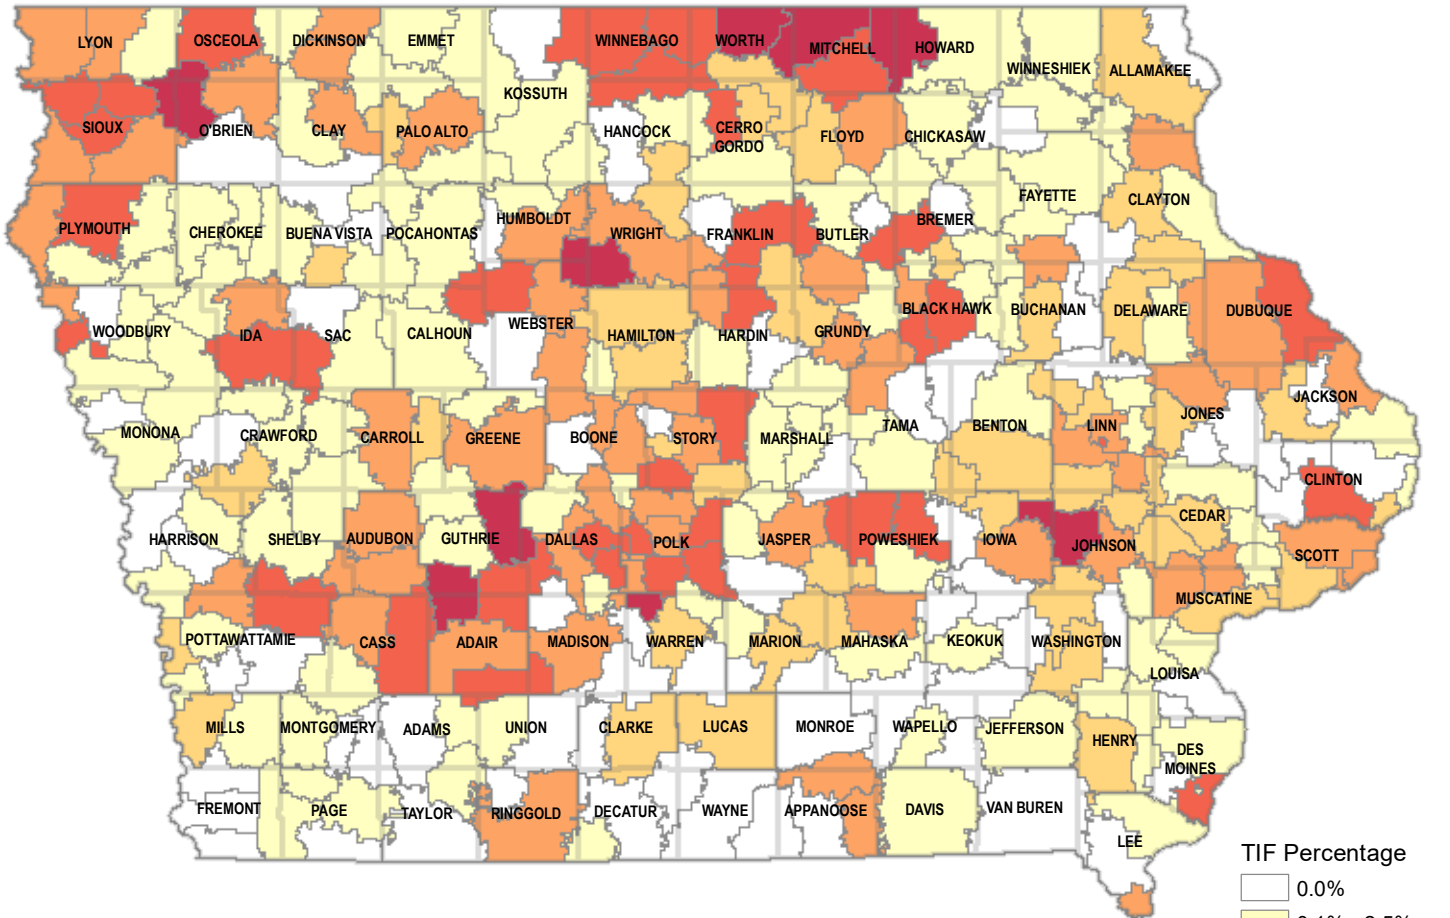 LYON
OSCEOLA
DICKINSON
EMMET
WINNEBAGO
WORTH
MITCHELL
HOWARD
WINNESHIEK
ALLAMAKEE
KOSSUTH
SIOUX
O'BRIEN
CLAY
PALO ALTO
HANCOCK
CERRO
GORDO
FLOYD
CHICKASAW
FAYETTE
CLAYTON
PLYMOUTH
CHEROKEE
BUENA VISTA
POCAHONTAS
HUMBOLDT
WRIGHT
FRANKLIN
BUTLER
BREMER
WOODBURY
IDA
SAC
CALHOUN
WEBSTER
HAMILTON
HARDIN
GRUNDY
BLACK HAWK
BUCHANAN
DELAWARE
DUBUQUE
MONONA
CRAWFORD
CARROLL
GREENE
BOONE
STORY
MARSHALL
TAMA
BENTON
LINN
JONES
JACKSON
CLINTON
HARRISON
SHELBY
AUDUBON
GUTHRIE
DALLAS
POLK
JASPER
POWESHIEK
IOWA
JOHNSON
CEDAR
SCOTT
MUSCATINE
POTTAWATTAMIE
CASS
ADAIR
MADISON
WARREN
MARION
MAHASKA
KEOKUK
WASHINGTON
LOUISA
MILLS
MONTGOMERY
ADAMS
UNION
CLARKE
LUCAS
MONROE
WAPELLO
JEFFERSON
HENRY
DES
MOINES
FREMONT
PAGE
TAYLOR
RINGGOLD
DECATUR
WAYNE
APPANOOSE
DAVIS
VAN BUREN
LEE
TIF Percentage
0.0%